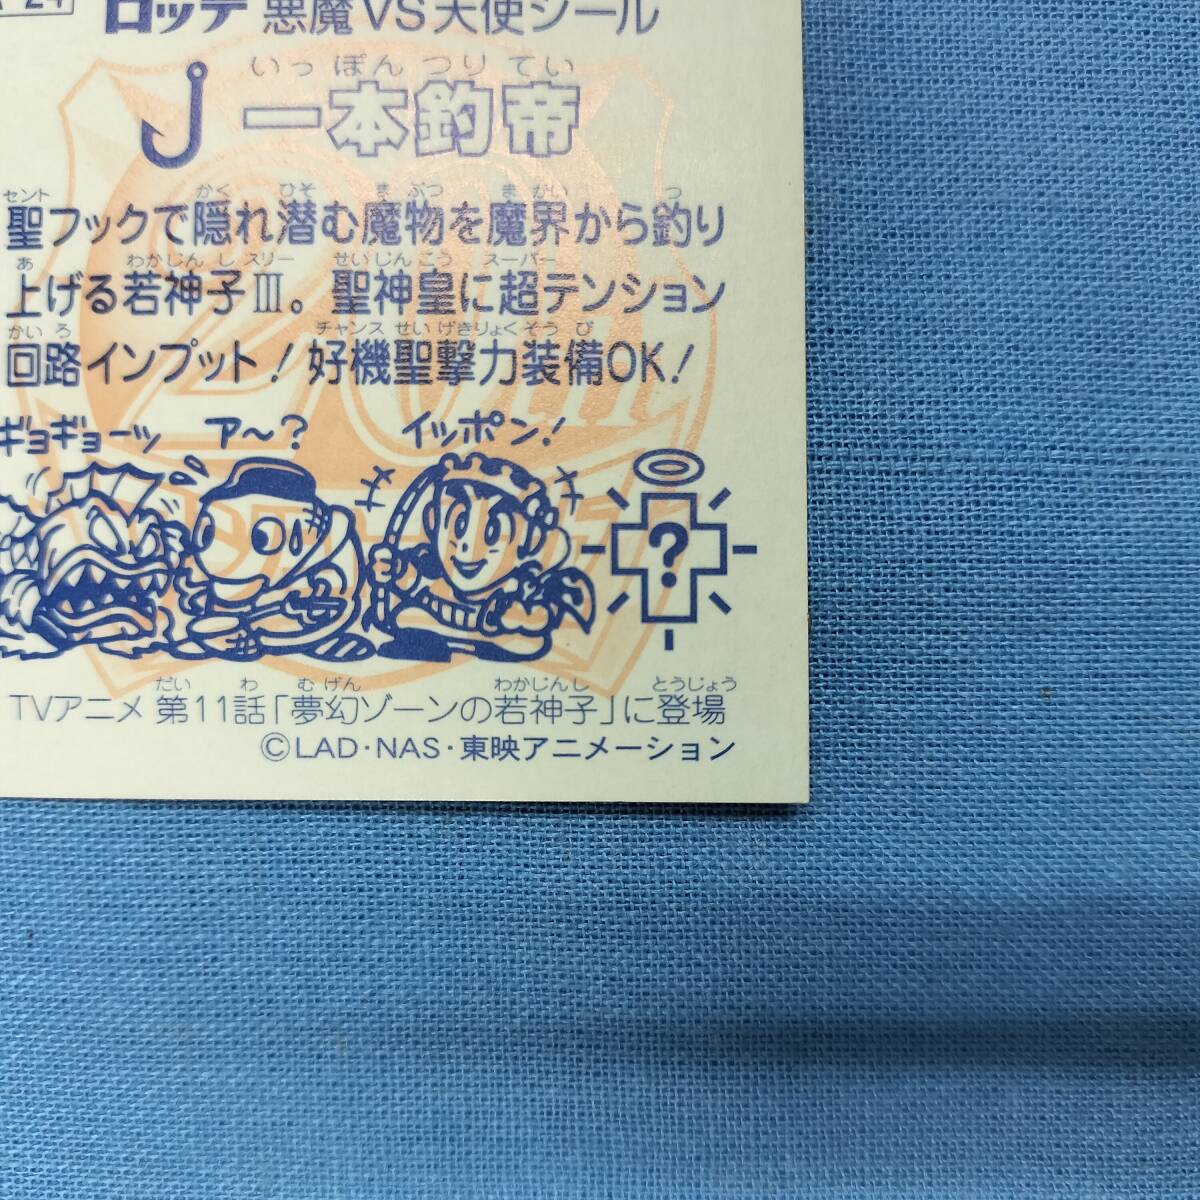 24 ロッテ 悪魔VS天使シール
いっぽんつりてい
一本釣帝
セント かく ひそ まぶつ まかい つ
聖フックで隠れ潜む魔物を魔界から釣り
あ わかじんし スリー せいじんこう スーパー
上げる若神子Ⅲ。聖神皇に超テンション
かいろ チャンス せいげきりょくそうび
回路インプット!好機聖撃力装備OK!
ギョギョーッ ア〜? イッポン!
?
20th
だい わ むげん わかじんし とうじょう
TVアニメ 第11話「夢幻ゾーンの若神子」に登場
©LAD・NAS・東映アニメーション